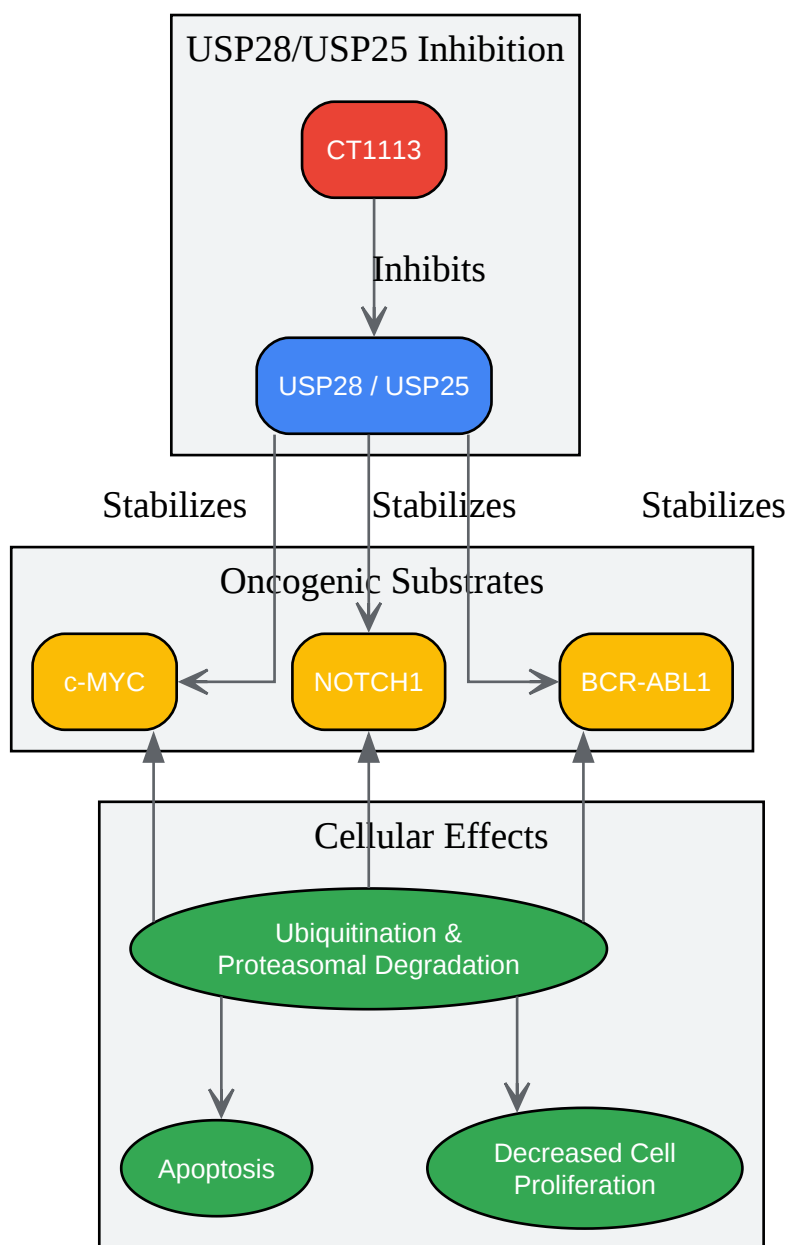 USP28/USP25 Inhibition
CT1113
Inhibits
USP28 / USP25
Stabilizes
Stabilizes
Stabilizes
Oncogenic Substrates
c-MYC
NOTCH1
BCR-ABL1
Cellular Effects
Ubiquitination &
Proteasomal Degradation
Apoptosis
Decreased Cell
Proliferation